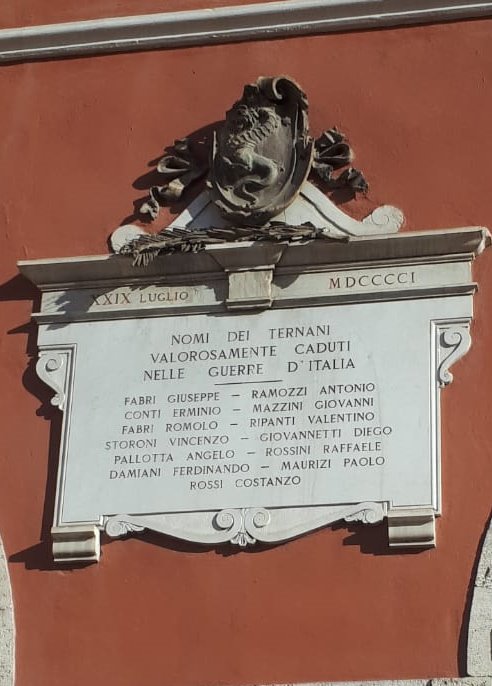 XXIX LUGLIO MDCCCCI
NOMI DEI TERNANI
VALOROSAMENTE CADUTI
NELLE GUERRE D'ITALIA
FABRI GIUSEPPE — RAMOZZI ANTONIO
CONTI ERMINIO — MAZZINI GIOVANNI
FABRI ROMOLO — RIPANTI VALENTINO
STORONI VINCENZO — GIOVANNETTI DIEGO
PALLOTTA ANGELO — ROSSINI RAFFAELE
DAMIANI FERDINANDO — MAURIZI PAOLO
ROSSI COSTANZO